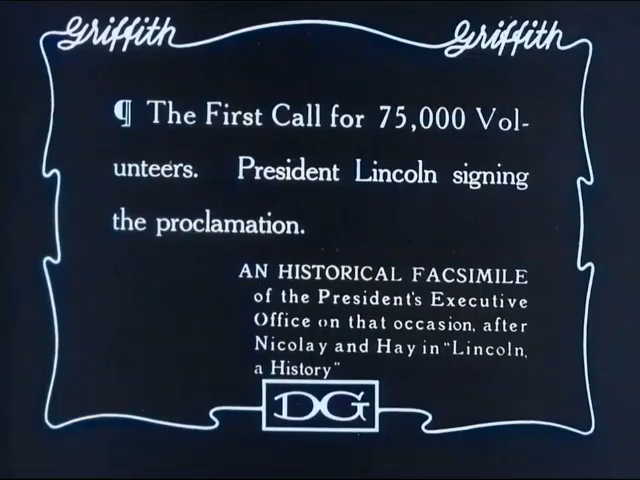 Griffith Griffith
¶ The First Call for 75,000 Vol-
unteers. President Lincoln signing
the proclamation.
AN HISTORICAL FACSIMILE
of the President's Executive
Office on that occasion, after
Nicolay and Hay in "Lincoln,
a History"
DG